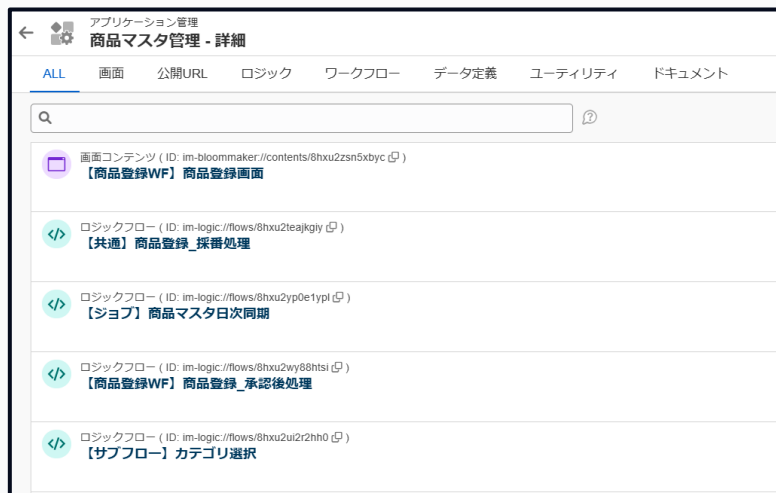 アプリケーション管理
商品マスタ管理 - 詳細
ALL 画面 公開URL ロジック ワークフロー データ定義 ユーティリティ ドキュメント
画面コンテンツ ( ID: im-bloommaker://contents/8hxu2zsn5xbyc )
【商品登録WF】商品登録画面
ロジックフロー ( ID: im-logic://flows/8hxu2teajkgiy )
【共通】商品登録_採番処理
ロジックフロー ( ID: im-logic://flows/8hxu2yp0e1ypl )
【ジョブ】商品マスタ日次同期
ロジックフロー ( ID: im-logic://flows/8hxu2wy88htsi )
【商品登録WF】商品登録_承認後処理
ロジックフロー ( ID: im-logic://flows/8hxu2ui2r2hh0 )
【サブフロー】カテゴリ選択